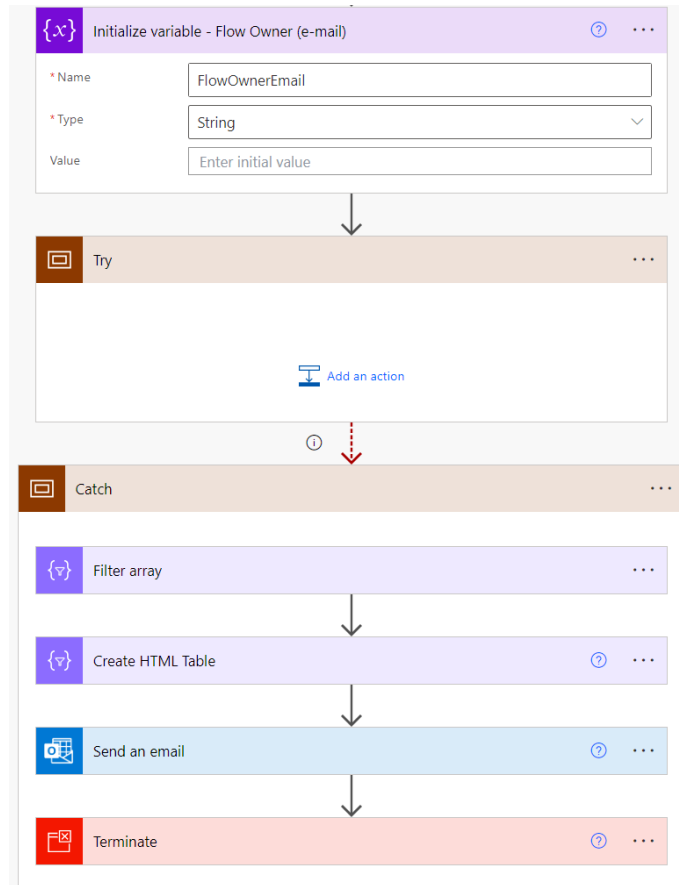 {x} Initialize variable - Flow Owner (e-mail) ? ...
* Name FlowOwnerEmail
* Type String
Value Enter initial value
Try ...
Add an action
Catch ...
Filter array ...
Create HTML Table ? ...
Send an email ? ...
Terminate ? ...